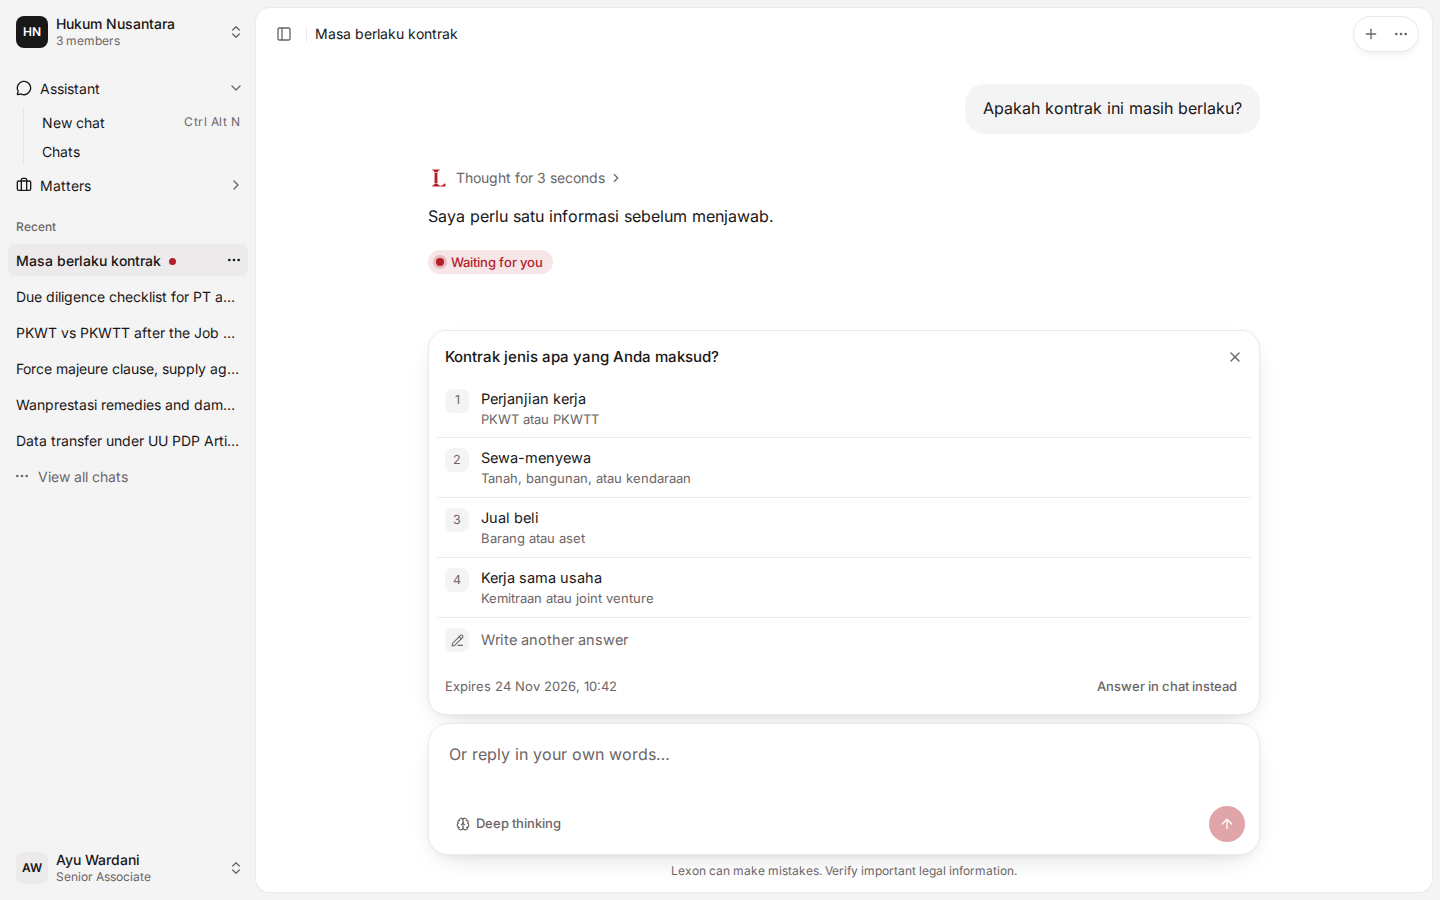 HN
Hukum Nusantara
3 members
Assistant
New chat
Ctrl Alt N
Chats
Matters
Recent
Masa berlaku kontrak
Due diligence checklist for PT a...
PKWT vs PKWTT after the Job ...
Force majeure clause, supply ag...
Wanprestasi remedies and dam...
Data transfer under UU PDP Arti...
View all chats
AW
Ayu Wardani
Senior Associate
Masa berlaku kontrak
Apakah kontrak ini masih berlaku?
L
Thought for 3 seconds
Saya perlu satu informasi sebelum menjawab.
Waiting for you
Kontrak jenis apa yang Anda maksud?
1
Perjanjian kerja
PKWT atau PKWTT
2
Sewa-menyewa
Tanah, bangunan, atau kendaraan
3
Jual beli
Barang atau aset
4
Kerja sama usaha
Kemitraan atau joint venture
Write another answer
Expires 24 Nov 2026, 10:42
Answer in chat instead
Or reply in your own words...
Deep thinking
Lexon can make mistakes. Verify important legal information.